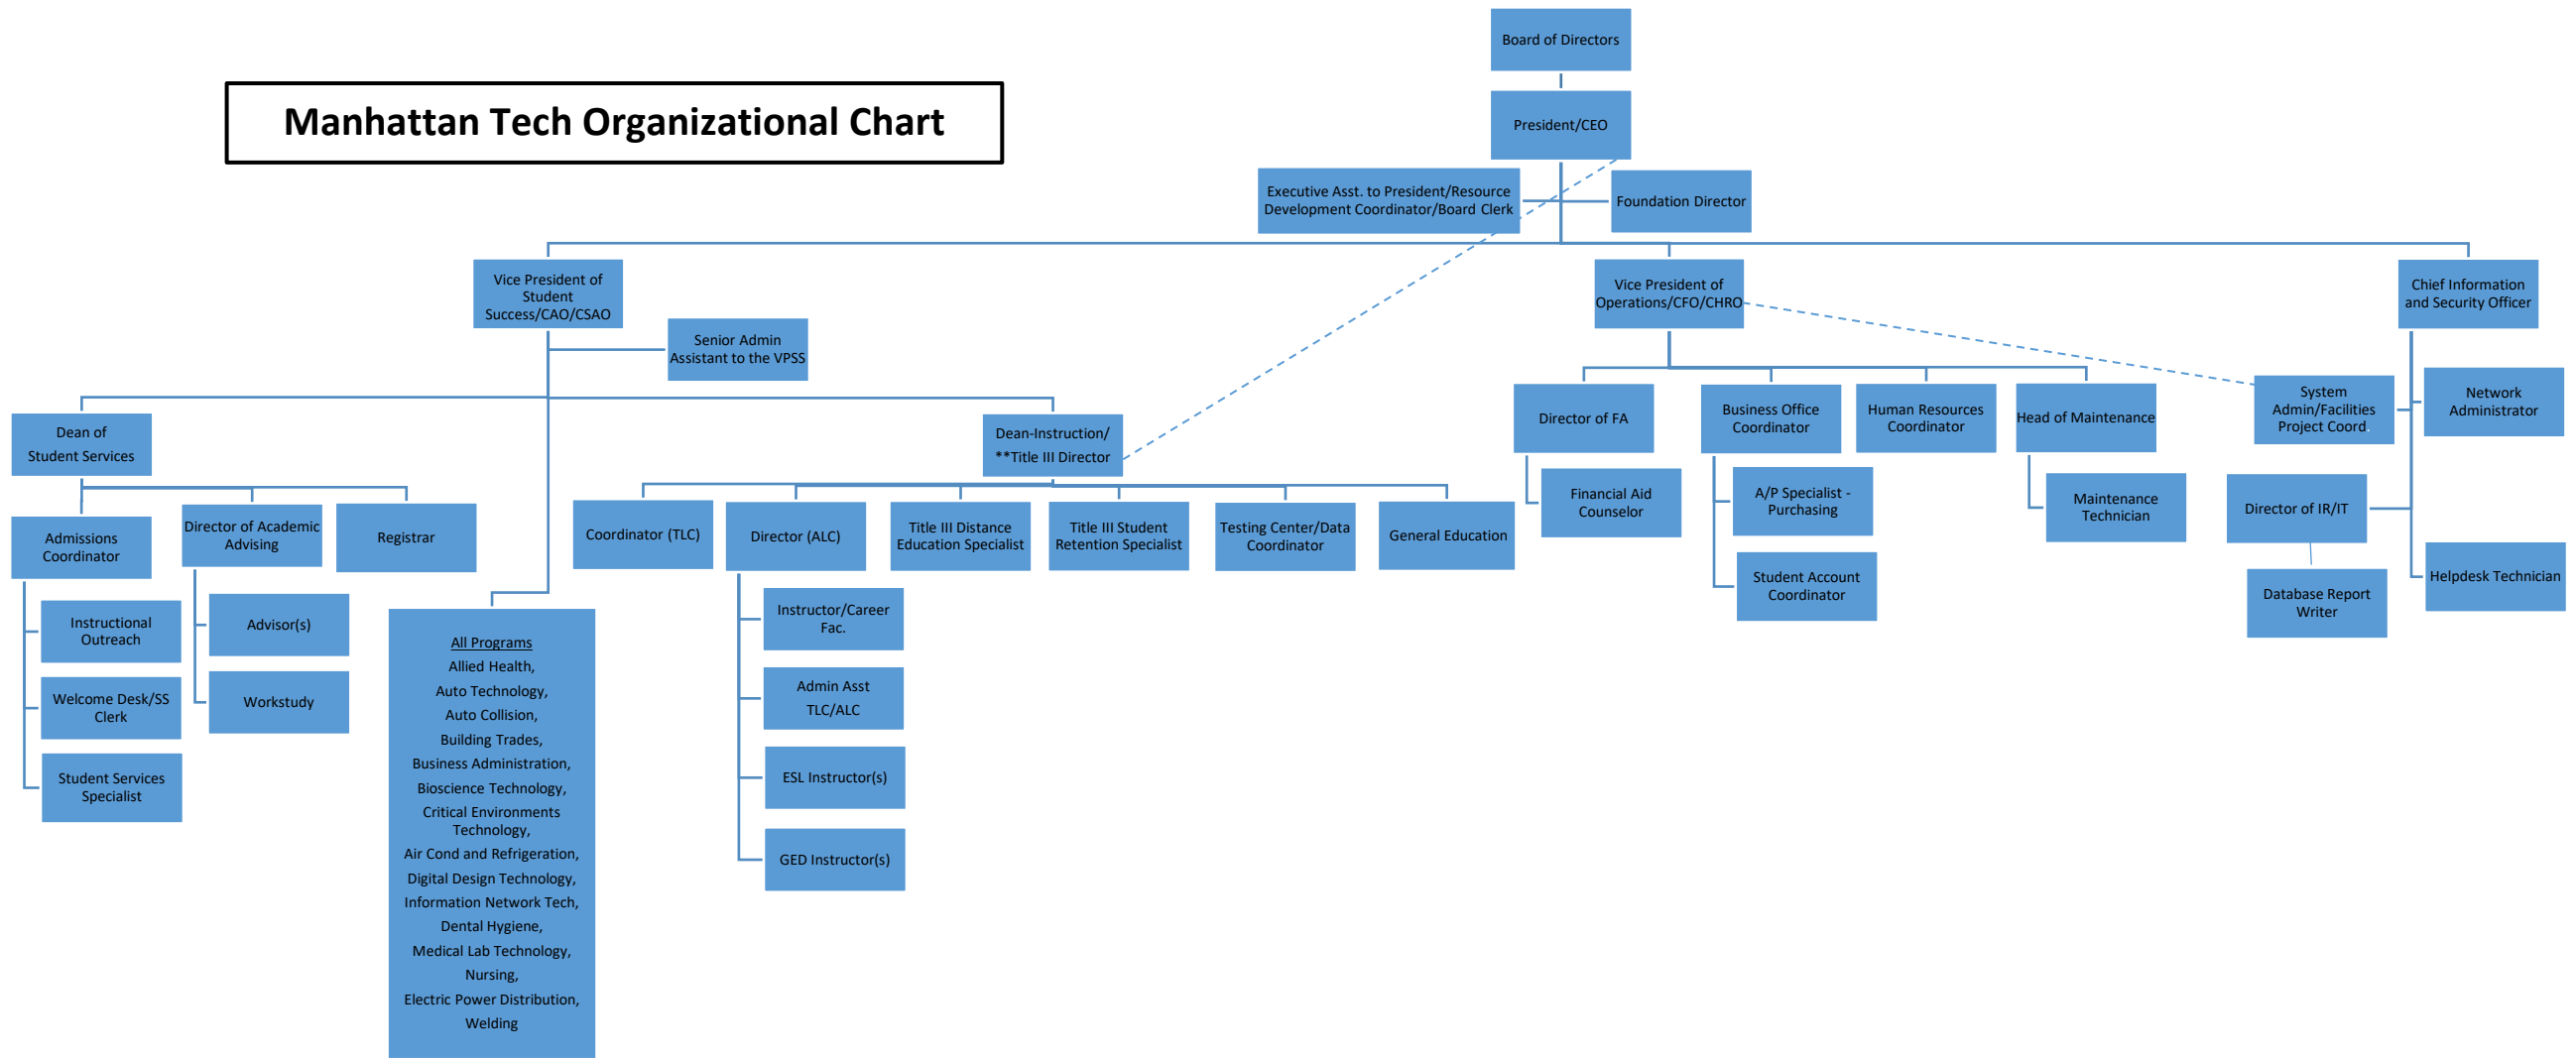 Board of Directors
Manhattan Tech Organizational Chart
President/CEO
Executive Asst. to President/Resource
Development Coordinator/Board Clerk
Foundation Director
Vice President of
Student
Success/CAO/CSAO
Vice President of
Operations/CFO/CHRO
Chief Information
and Security Officer
Senior Admin
Assistant to the VPSS
Dean of
Student Services
Dean-Instruction/
**Title III Director
Director of FA
Business Office
Coordinator
Human Resources
Coordinator
Head of Maintenance
System
Admin/Facilities
Project Coord.
Network
Administrator
Admissions
Coordinator
Director of Academic
Advising
Registrar
Coordinator (TLC)
Director (ALC)
Title III Distance
Education Specialist
Title III Student
Retention Specialist
Testing Center/Data
Coordinator
General Education
Financial Aid
Counselor
A/P Specialist -
Purchasing
Maintenance
Technician
Director of IR/IT
Student Account
Coordinator
Helpdesk Technician
Database Report
Writer
Instructional
Outreach
Welcome Desk/SS
Clerk
Student Services
Specialist
Advisor(s)
Workstudy
All Programs
Allied Health,
Auto Technology,
Auto Collision,
Building Trades,
Business Administration,
Bioscience Technology,
Critical Environments
Technology,
Air Cond and Refrigeration,
Digital Design Technology,
Information Network Tech,
Dental Hygiene,
Medical Lab Technology,
Nursing,
Electric Power Distribution,
Welding
Instructor/Career
Fac.
Admin Asst
TLC/ALC
ESL Instructor(s)
GED Instructor(s)